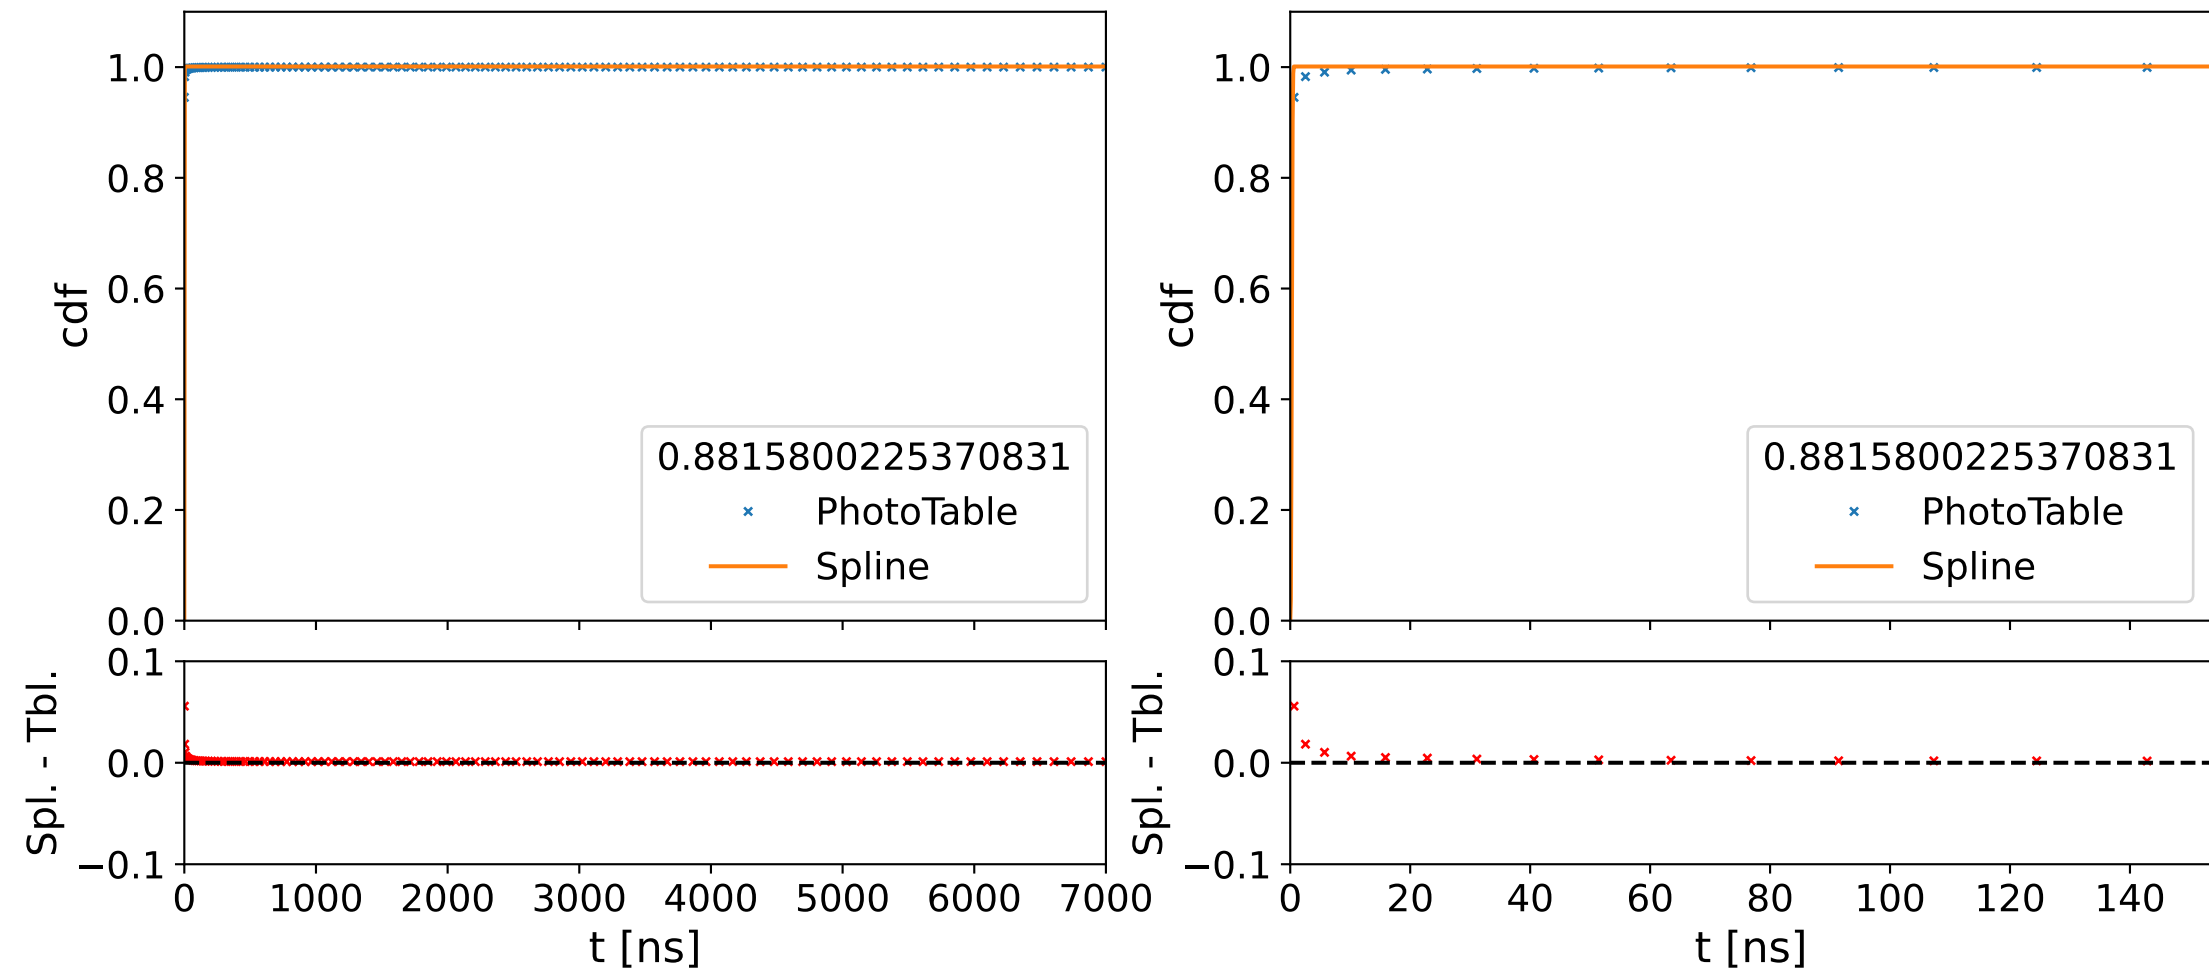 1.0
0.8
0.6
0.4
0.2
0.0
cdf
0.8815800225370831
PhotoTable
Spline
0.1
0.0
−0.1
Spl. - Tbl.
0 1000 2000 3000 4000 5000 6000 7000
t [ns]
1.0
0.8
0.6
0.4
0.2
0.0
cdf
0.8815800225370831
PhotoTable
Spline
0.1
0.0
−0.1
Spl. - Tbl.
0 20 40 60 80 100 120 140
t [ns]